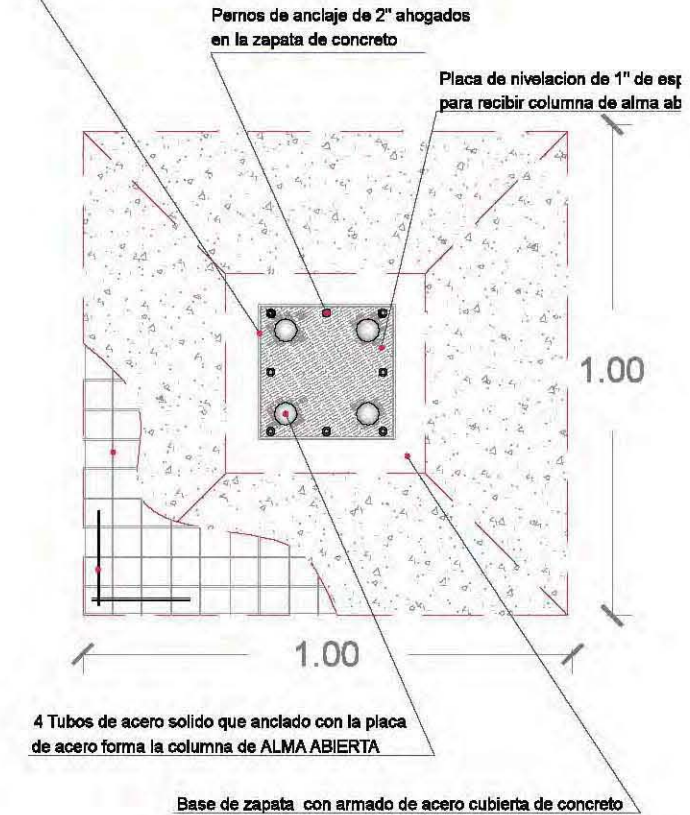 Pernos de anclaje de 2" ahogados
en la zapata de concreto
Placa de nivelacion de 1" de
para recibir columna de alma
1.00
1.00
4 Tubos de acero solido que anclado con la placa
de acero forma la columna de ALMA ABIERTA
Base de zapata con armado de acero cubierta de concreto